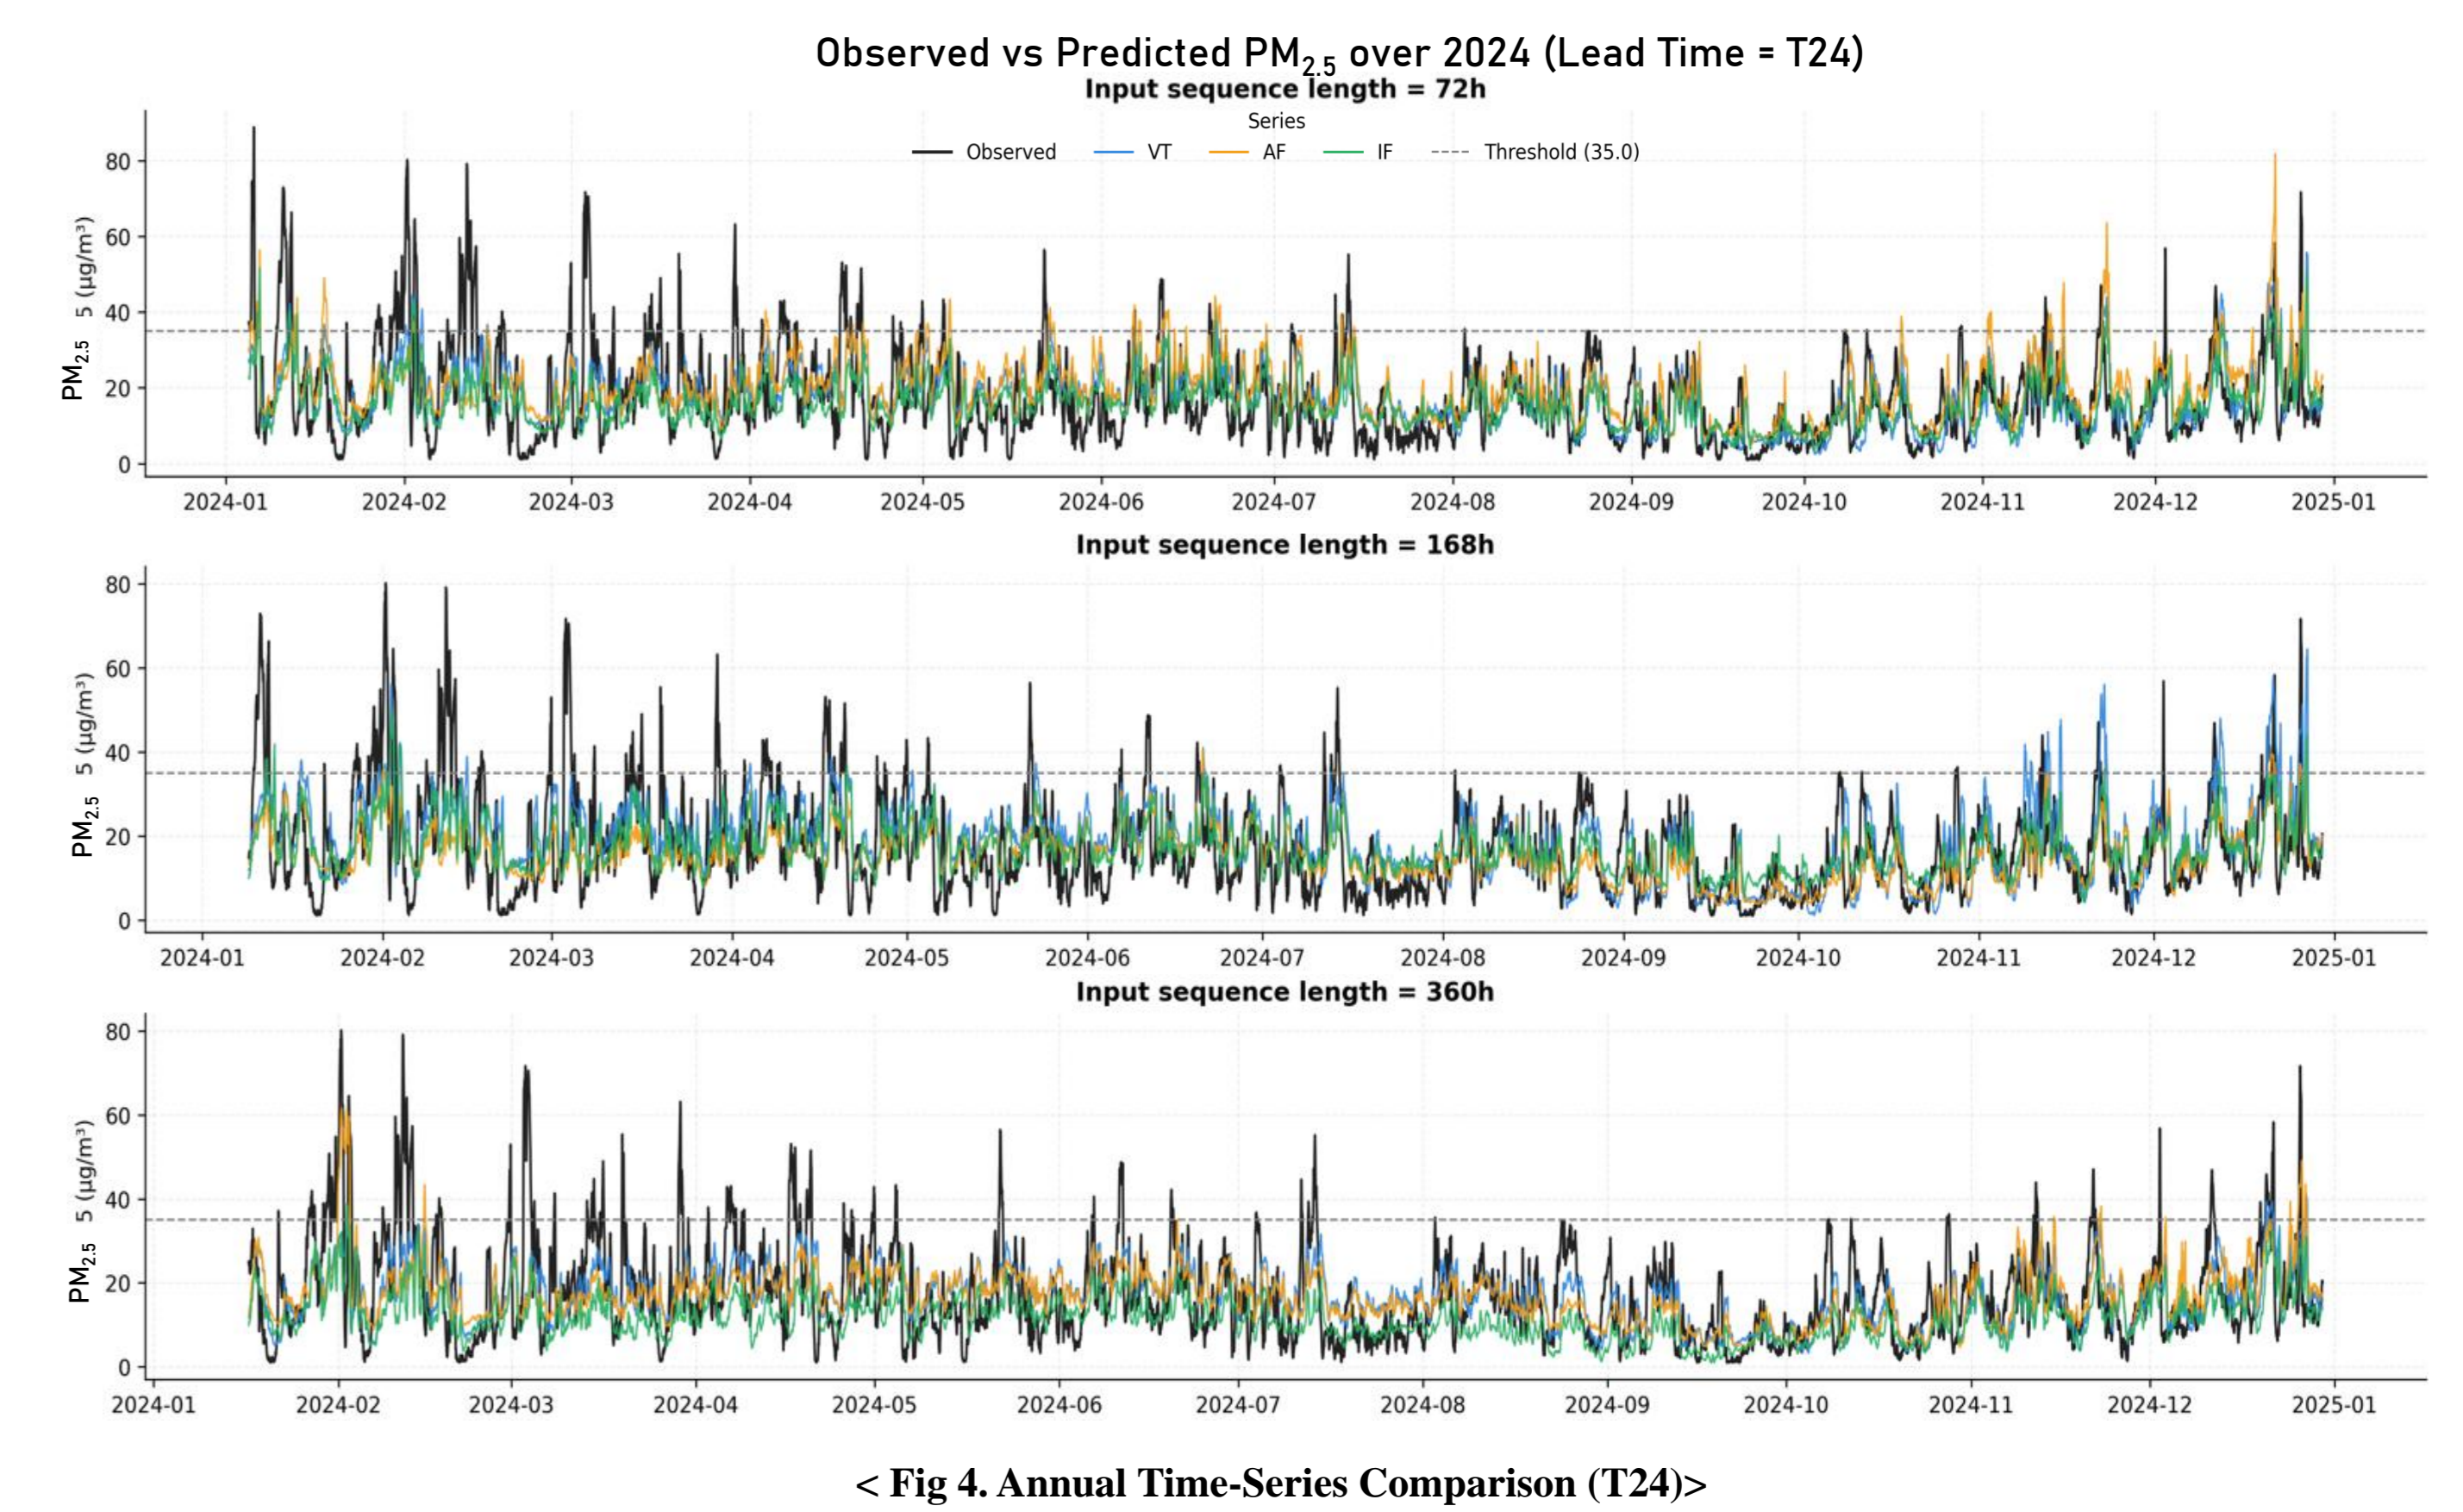 Observed vs Predicted PM2.5 over 2024 (Lead Time = T24)
Input sequence length = 72h
Series
Observed VT AF IF Threshold (35.0)
PM2.5 5 (µg/m³)
80
60
40
20
0
2024-01 2024-02 2024-03 2024-04 2024-05 2024-06 2024-07 2024-08 2024-09 2024-10 2024-11 2024-12 2025-01
Input sequence length = 168h
PM2.5 5 (µg/m³)
80
60
40
20
0
2024-01 2024-02 2024-03 2024-04 2024-05 2024-06 2024-07 2024-08 2024-09 2024-10 2024-11 2024-12 2025-01
Input sequence length = 360h
PM2.5 5 (µg/m³)
80
60
40
20
0
2024-01 2024-02 2024-03 2024-04 2024-05 2024-06 2024-07 2024-08 2024-09 2024-10 2024-11 2024-12 2025-01
< Fig 4. Annual Time-Series Comparison (T24)>